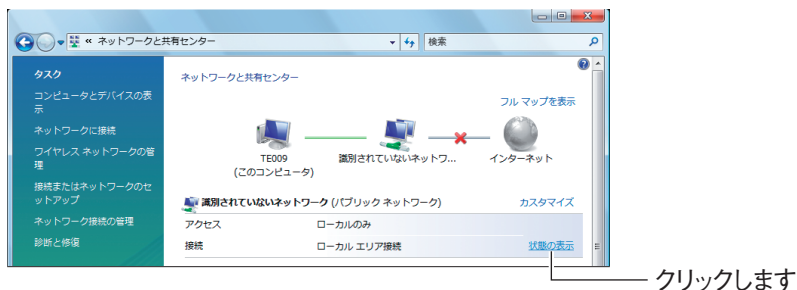 « ネットワークと共有センター
検索
タスク
コンピュータとデバイスの表
示
ネットワークに接続
ワイヤレス ネットワークの管
理
接続またはネットワークのセ
ットアップ
ネットワーク接続の管理
診断と修復
ネットワークと共有センター
フル マップを表示
TE009
(このコンピュータ)
識別されていないネットワ...
インターネット
識別されていないネットワーク (パブリック ネットワーク)
カスタマイズ
アクセス
ローカルのみ
接続
ローカル エリア接続
状態の表示
クリックします